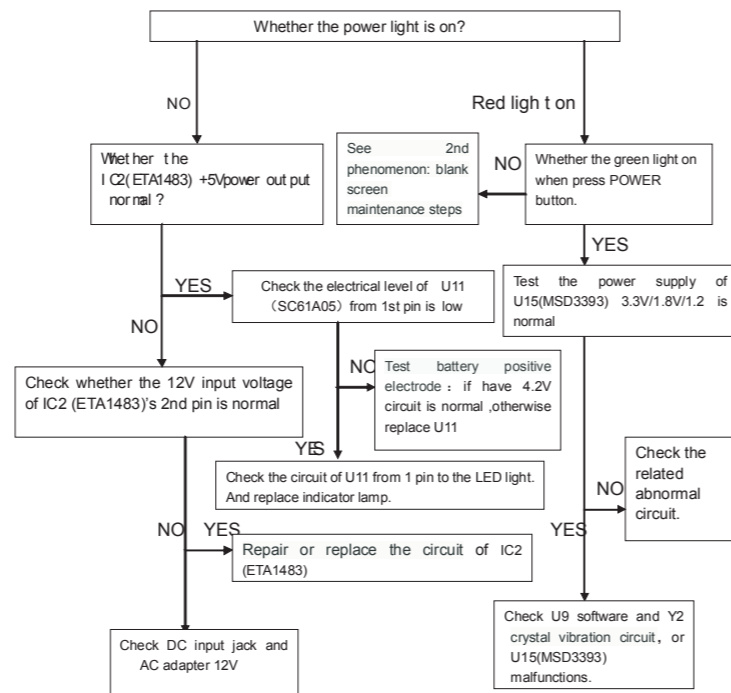 Whether the power light is on?
NO
Red ligh t on
Whether t he
I C2( ETA1483) +5Vpower out put
normal ?
See 2nd
phenomenon: blank
screen
maintenance steps
NO
Whether the green light on
when press POWER
button.
YES
YES
Check the electrical level of U11
（SC61A05) from 1st pin is low
Test the power supply of
U15(MSD3393) 3.3V/1.8V/1.2 is
normal
NO
Check whether the 12V input voltage
of IC2 (ETA1483)'s 2nd pin is normal
NO
Test battery positive
electrode：if have 4.2V
circuit is normal ,otherwise
replace U11
YES
Check the circuit of U11 from 1 pin to the LED light.
And replace indicator lamp.
Check the
related
abnormal
circuit.
NO
YES
NO
YES
Repair or replace the circuit of IC2
(ETA1483)
Check DC input jack and
AC adapter 12V
Check U9 software and Y2
crystal vibration circuit，or
U15(MSD3393)
malfunctions.